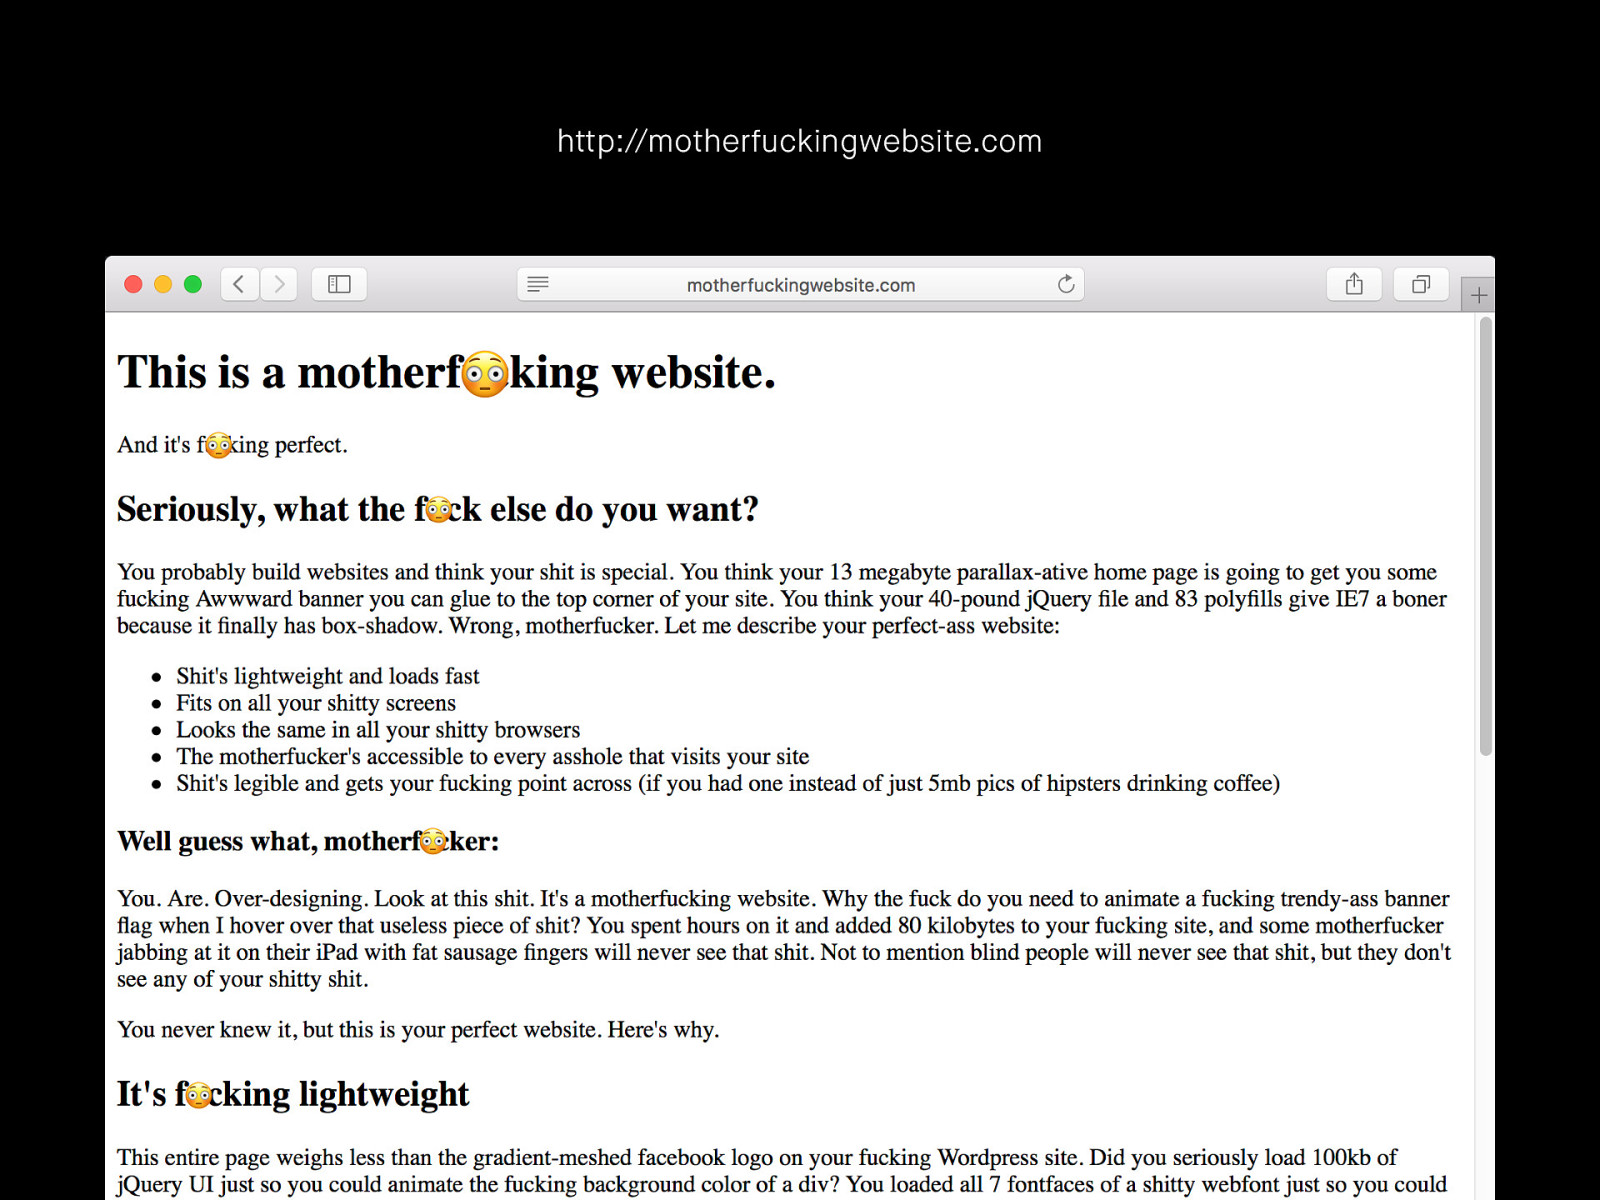 http://motherfuckingwebsite.com
motherfuckingwebsite.com
This is a motherf😳king website.
And it's f😳king perfect.
Seriously, what the f😳ck else do you want?
You probably build websites and think your shit is special. You think your 13 megabyte parallax-ative home page is going to get you some
fucking Awwward banner you can glue to the top corner of your site. You think your 40-pound jQuery file and 83 polyfills give IE7 a boner
because it finally has box-shadow. Wrong, motherfucker. Let me describe your perfect-ass website:
• Shit's lightweight and loads fast
• Fits on all your shitty screens
• Looks the same in all your shitty browsers
• The motherfucker's accessible to every asshole that visits your site
• Shit's legible and gets your fucking point across (if you had one instead of just 5mb pics of hipsters drinking coffee)
Well guess what, motherf😳cker:
You. Are. Over-designing. Look at this shit. It's a motherfucking website. Why the fuck do you need to animate a fucking trendy-ass banner
flag when I hover over that useless piece of shit? You spent hours on it and added 80 kilobytes to your fucking site, and some motherfucker
jabbing at it on their iPad with fat sausage fingers will never see that shit. Not to mention blind people will never see that shit, but they don't
see any of your shitty shit.
You never knew it, but this is your perfect website. Here's why.
It's f😳cking lightweight
This entire page weighs less than the gradient-meshed facebook logo on your fucking Wordpress site. Did you seriously load 100kb of
jQuery UI just so you could animate the fucking background color of a div? You loaded all 7 fontfaces of a shitty webfont just so you could